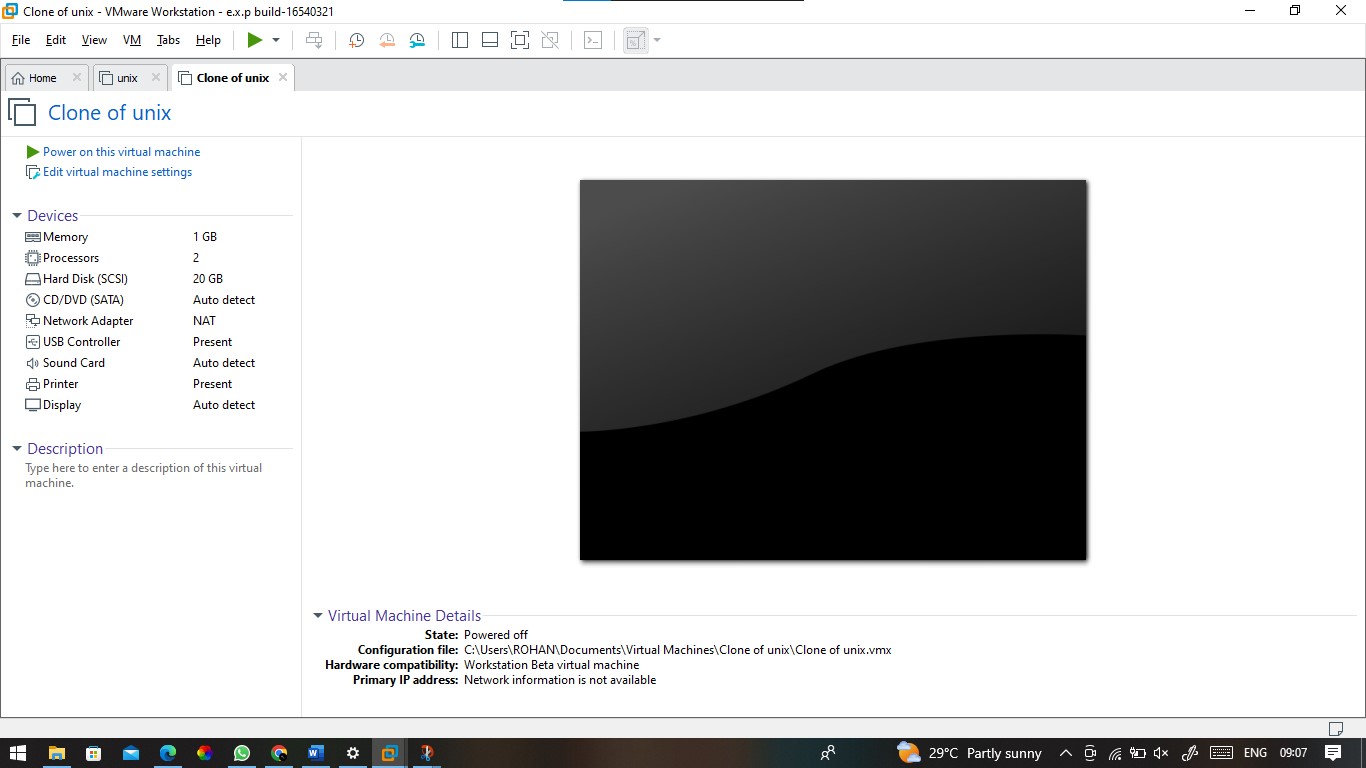 Clone of unix - VMware Workstation - e.x.p build-16540321
File Edit View VM Tabs Help
Home unix Clone of unix
Clone of unix
Power on this virtual machine
Edit virtual machine settings
Devices
Memory 1 GB
Processors 2
Hard Disk (SCSI) 20 GB
CD/DVD (SATA) Auto detect
Network Adapter NAT
USB Controller Present
Sound Card Auto detect
Printer Present
Display Auto detect
Description
Type here to enter a description of this virtual
machine.
Virtual Machine Details
State: Powered off
Configuration file: C:\Users\ROHAN\Documents\Virtual Machines\Clone of unix\Clone of unix.vmx
Hardware compatibility: Workstation Beta virtual machine
Primary IP address: Network information is not available
29°C Partly sunny ENG 09:07